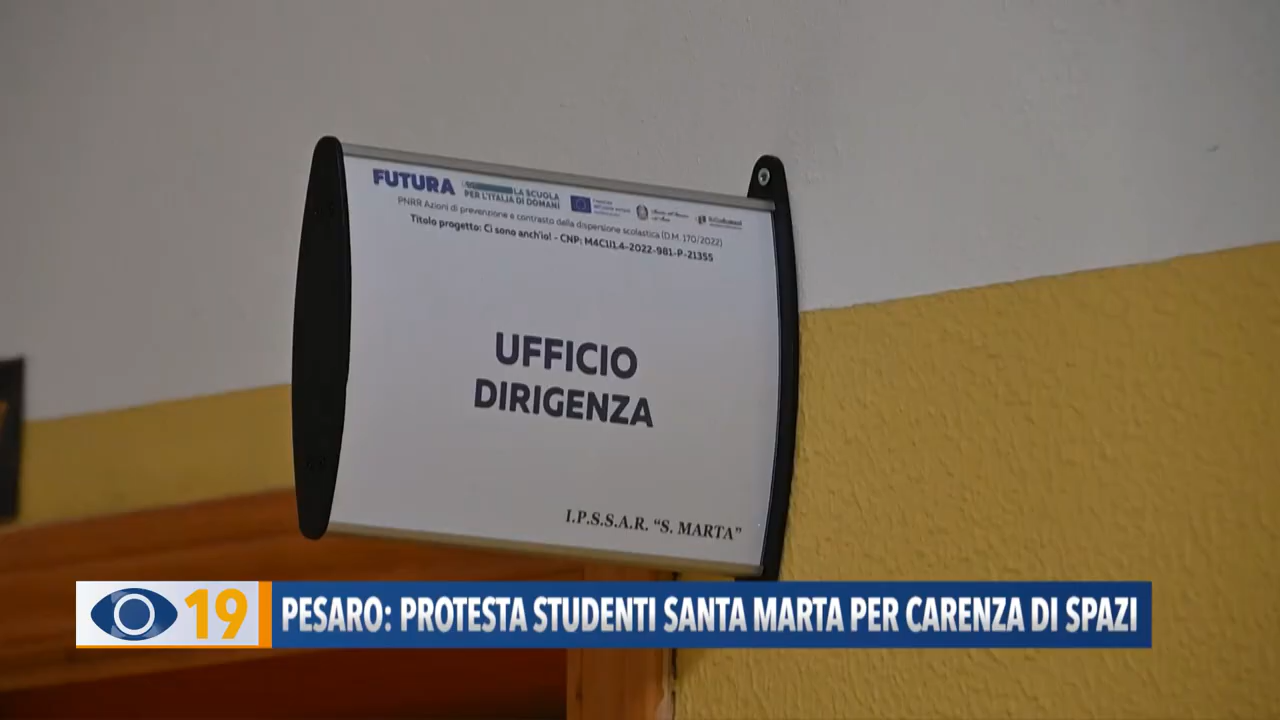 FUTURA
LA SCUOLA
PER L'ITALIA DI DOMANI
PNRR Azioni di prevenzione e contrasto della dispersione scolastica (D.M. 170/2022)
Titolo progetto: Ci sono anch'io! - CNP: M4C1I1.4-2022-981-P-21355
UFFICIO
DIRIGENZA
I.P.S.S.A.R. “S. MARTA”
19
PESARO: PROTESTA STUDENTI SANTA MARTA PER CARENZA DI SPAZI